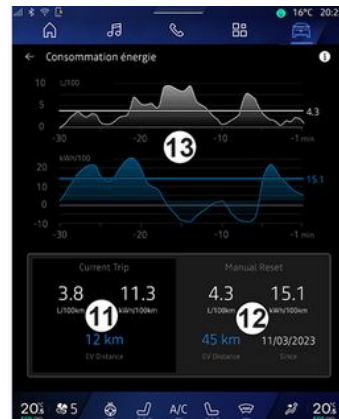 16°C 20:2
← Consommation énergie
10 L/100
5
4.3
0
-30 -20 -10 -1 min
13
kWh/100
20
15.1
10
0
-10
-30 -20 -10 -1 min
Current Trip
3.8 11.3
L/100km kWh/100km
11
12 km
EV Distance
Manual Reset
4.3 15.1
L/100km kWh/100km
12
45 km 11/03/2023
EV Distance Since
20 5 A/C 20